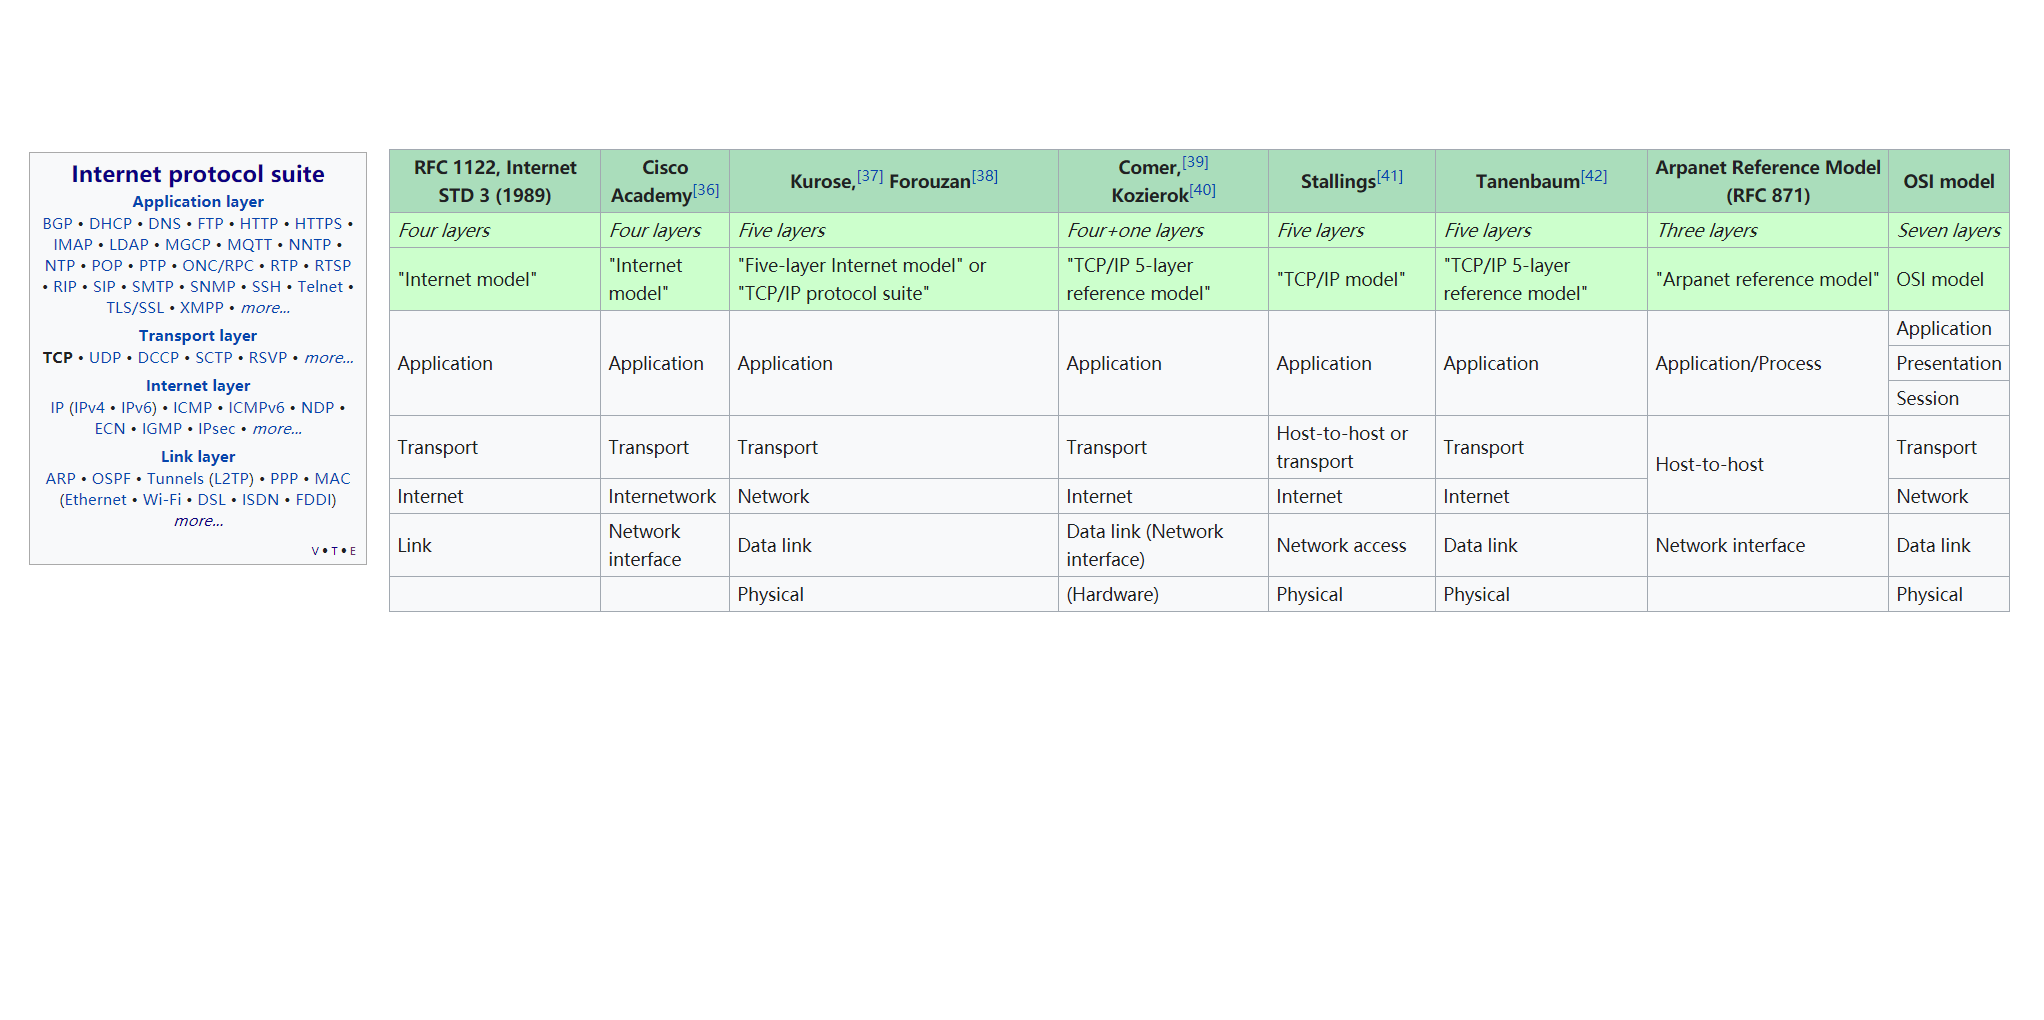 Internet protocol suite
Application layer
BGP • DHCP • DNS • FTP • HTTP • HTTPS •
IMAP • LDAP • MGCP • MQTT • NNTP •
NTP • POP • PTP • ONC/RPC • RTP • RTSP
• RIP • SIP • SMTP • SNMP • SSH • Telnet •
TLS/SSL • XMPP • more...
Transport layer
TCP • UDP • DCCP • SCTP • RSVP • more...
Internet layer
IP (IPv4 • IPv6) • ICMP • ICMPv6 • NDP •
ECN • IGMP • IPsec • more...
Link layer
ARP • OSPF • Tunnels (L2TP) • PPP • MAC
(Ethernet • Wi-Fi • DSL • ISDN • FDDI)
more...
V • T • E
RFC 1122, Internet
STD 3 (1989)
Cisco
Academy[36]
Kurose,[37] Forouzan[38]
Comer,[39]
Kozierok[40]
Stallings[41]
Tanenbaum[42]
Arpanet Reference Model
(RFC 871)
OSI model
Four layers
Four layers
Five layers
Four+one layers
Five layers
Five layers
Three layers
Seven layers
"Internet model"
"Internet
model"
"Five-layer Internet model" or
"TCP/IP protocol suite"
"TCP/IP 5-layer
reference model"
"TCP/IP model"
"TCP/IP 5-layer
reference model"
"Arpanet reference model"
OSI model
Application
Application
Application
Application
Application
Application
Application/Process
Application
Presentation
Session
Transport
Transport
Transport
Transport
Host-to-host or
transport
Transport
Host-to-host
Transport
Internet
Internetwork
Network
Internet
Internet
Internet
Network
Link
Network
interface
Data link
Data link (Network
interface)
Network access
Data link
Network interface
Data link
Physical
(Hardware)
Physical
Physical
Physical